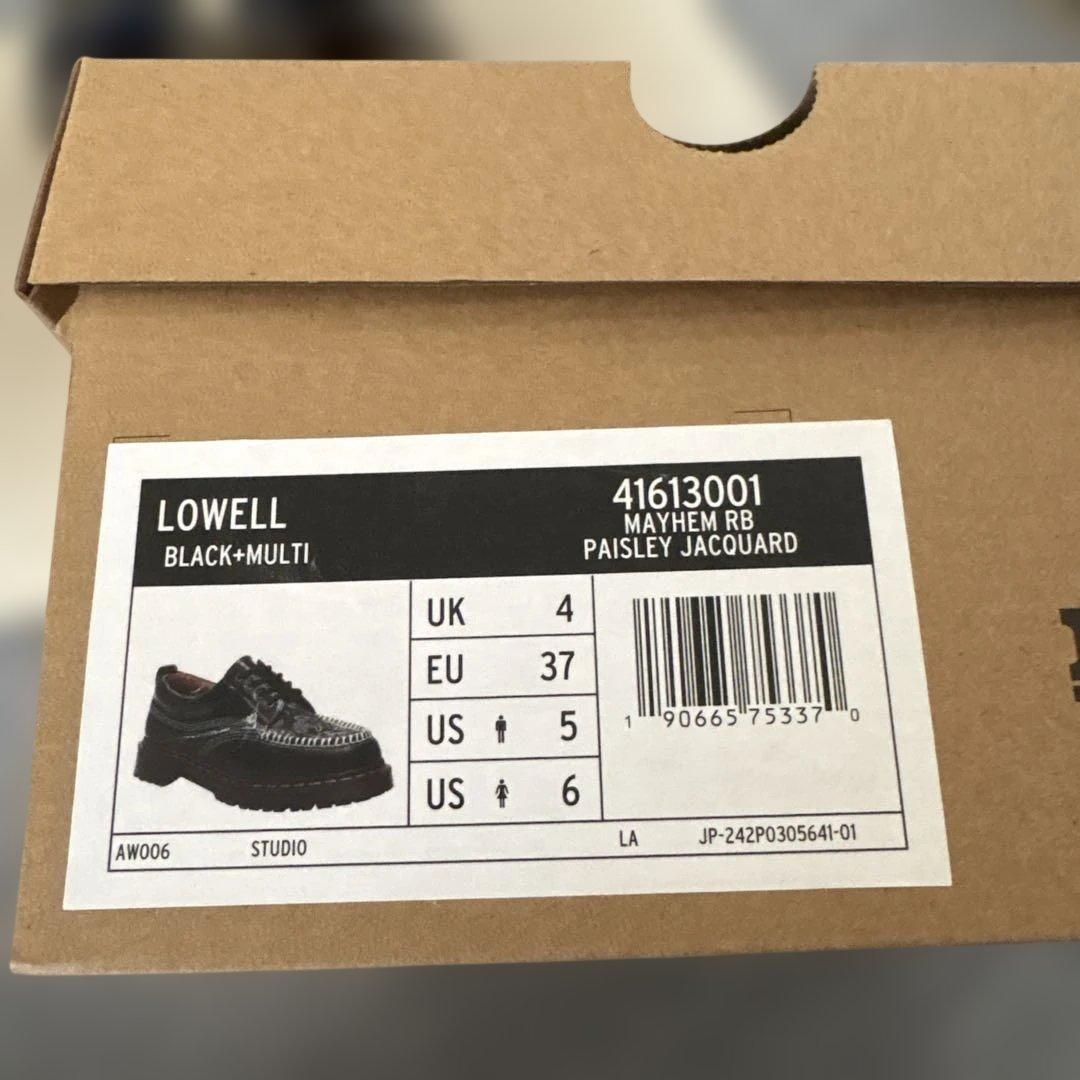 LOWELL
BLACK+MULTI
41613001
MAYHEM RB
PAISLEY JACQUARD
UK 4
EU 37
US 5
US 6
1 90665 75337 0
AW006 STUDIO LA JP-242P0305641-01